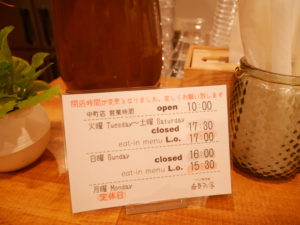 閉店時間が変更となりました。宜しくお願い致します
中町店 営業時間 open 10:00
火曜 Tuesday～土曜 Saturday
closed 17:30
eat-in menu L.o. 17:00
日曜 Sunday closed 16:00
eat-in menu L.o. 15:30
月曜 Monday
定休日